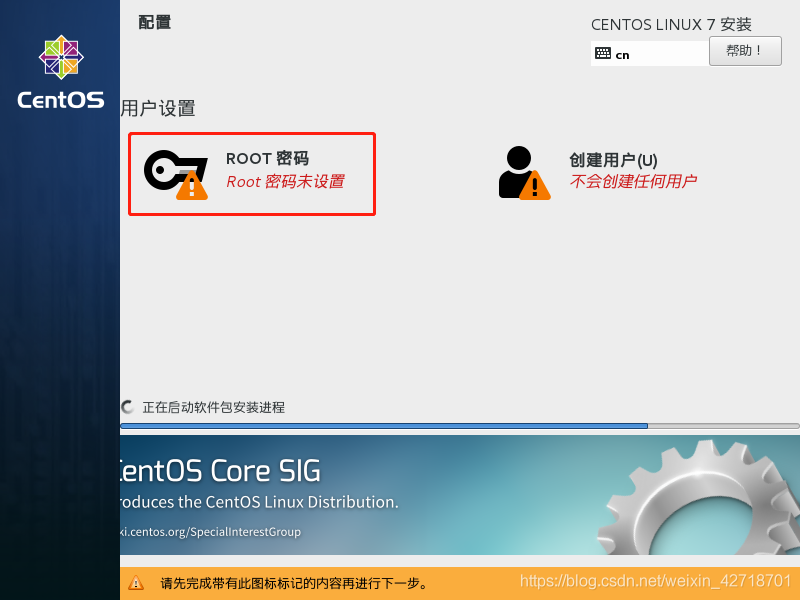 配置
CENTOS LINUX 7 安装
cn
帮助！
CentOS
用户设置
ROOT 密码
Root 密码未设置
创建用户(U)
不会创建任何用户
正在启动软件包安装进程
CentOS Core SIG
roduces the CentOS Linux Distribution.
ki.centos.org/SpecialInterestGroup
请先完成带有此图标标记的内容再进行下一步。
https://blog.csdn.net/weixin_42718701